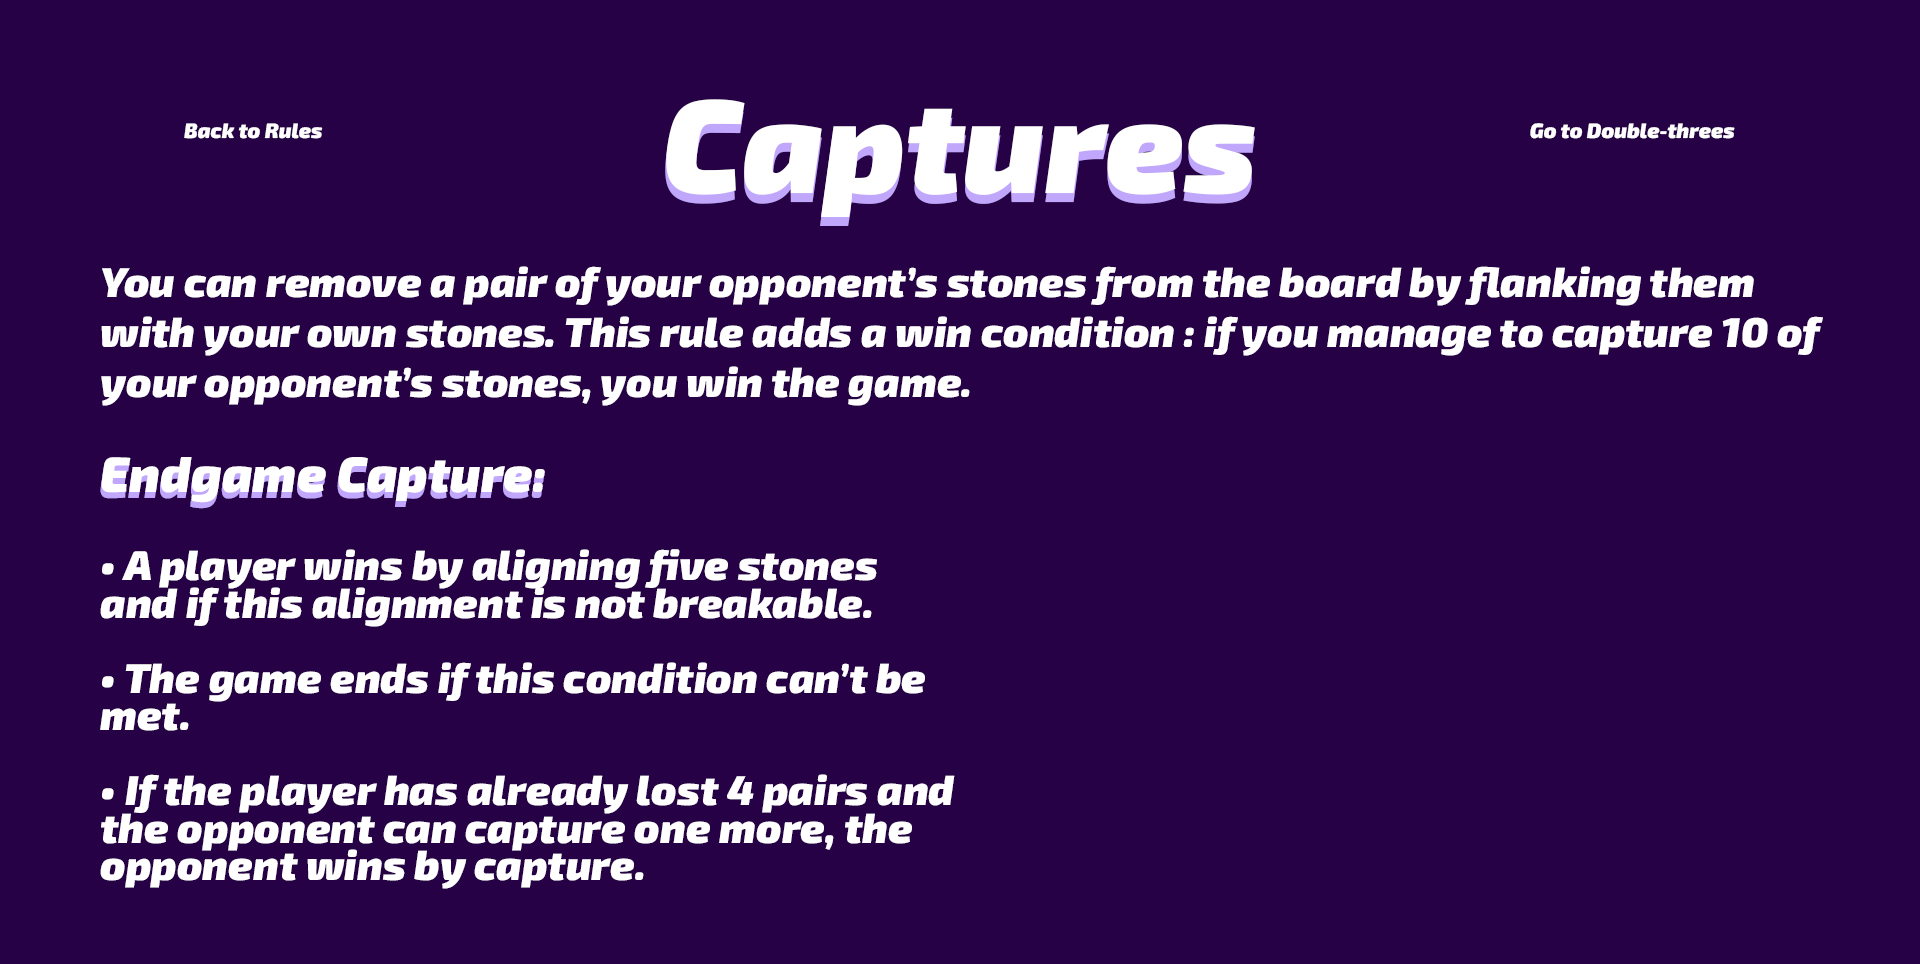 Back to Rules
Captures
Go to Double-threes
You can remove a pair of your opponent’s stones from the board by flanking them
with your own stones. This rule adds a win condition : if you manage to capture 10 of
your opponent’s stones, you win the game.
Endgame Capture:
• A player wins by aligning five stones
and if this alignment is not breakable.
• The game ends if this condition can’t be
met.
• If the player has already lost 4 pairs and
the opponent can capture one more, the
opponent wins by capture.